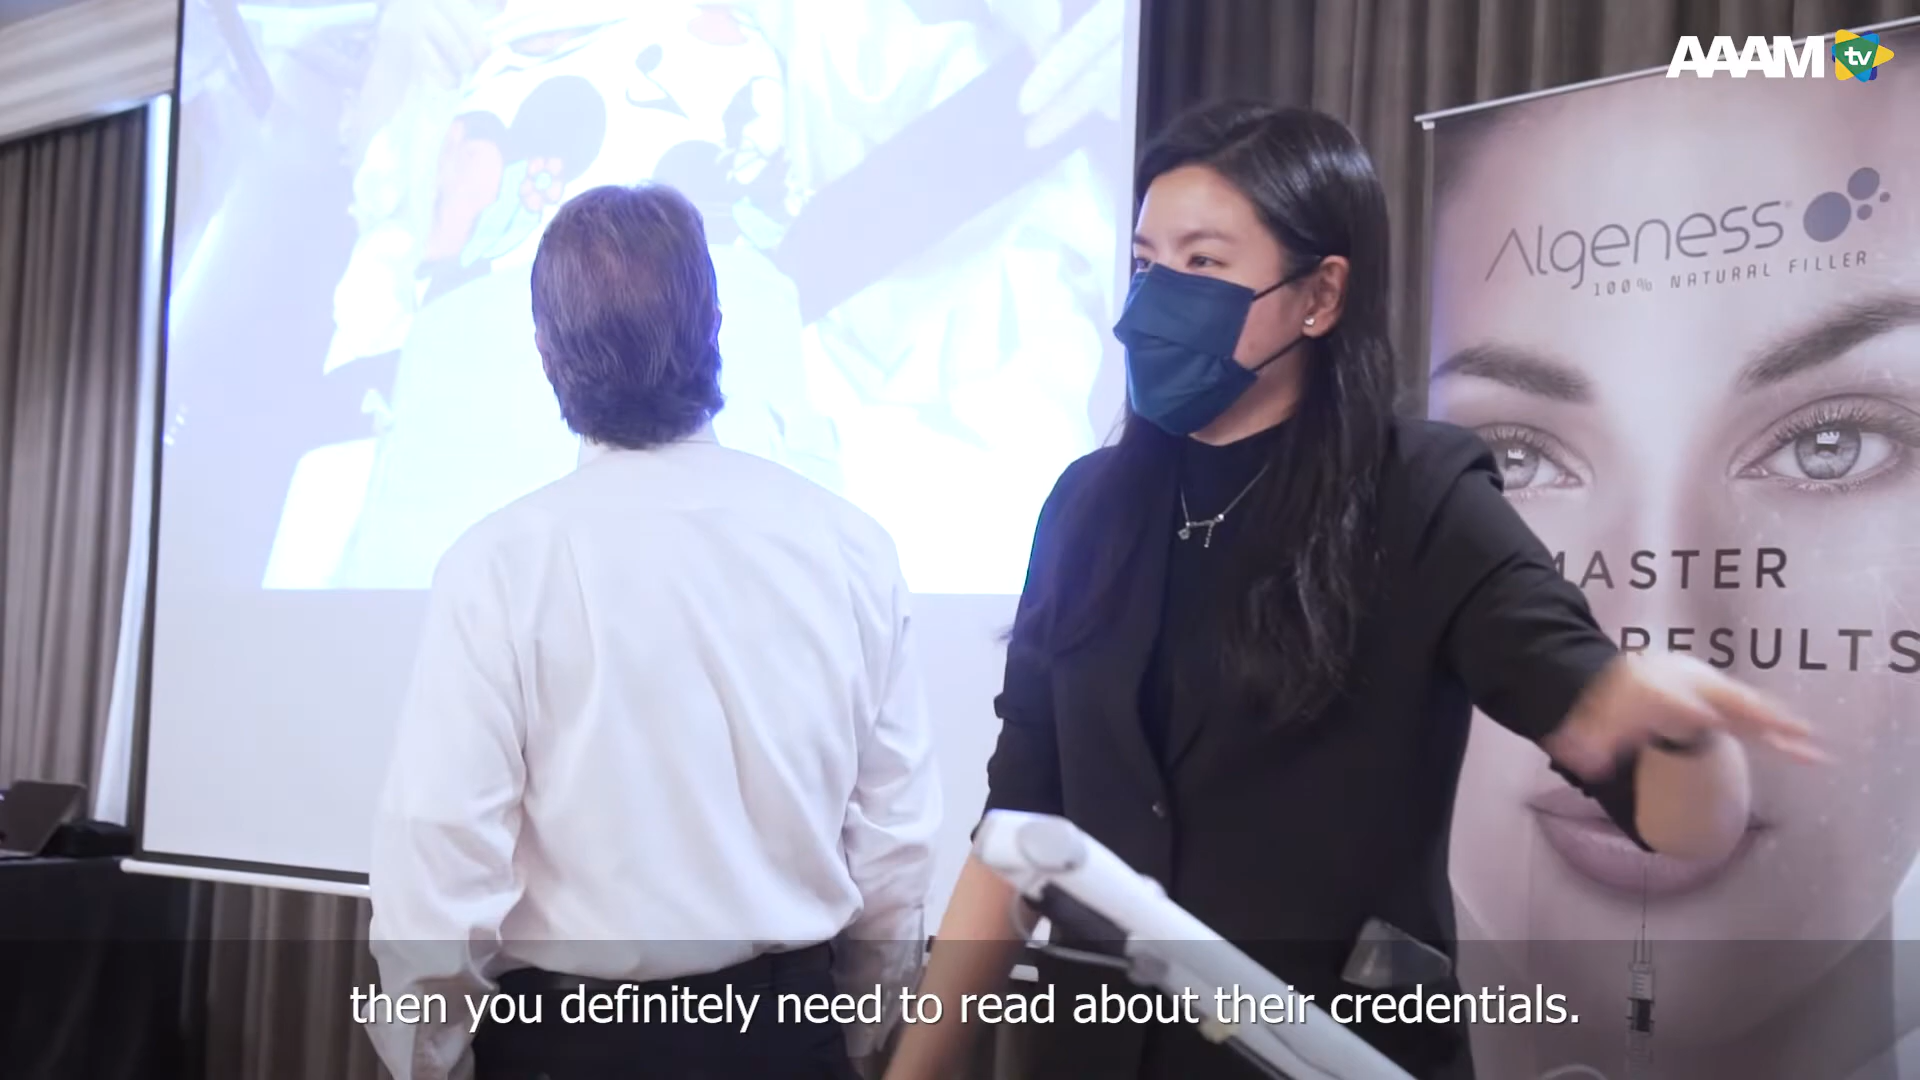 AAAM tv
Algeness
100% NATURAL FILLER
MASTER
RESULTS
then you definitely need to read about their credentials.